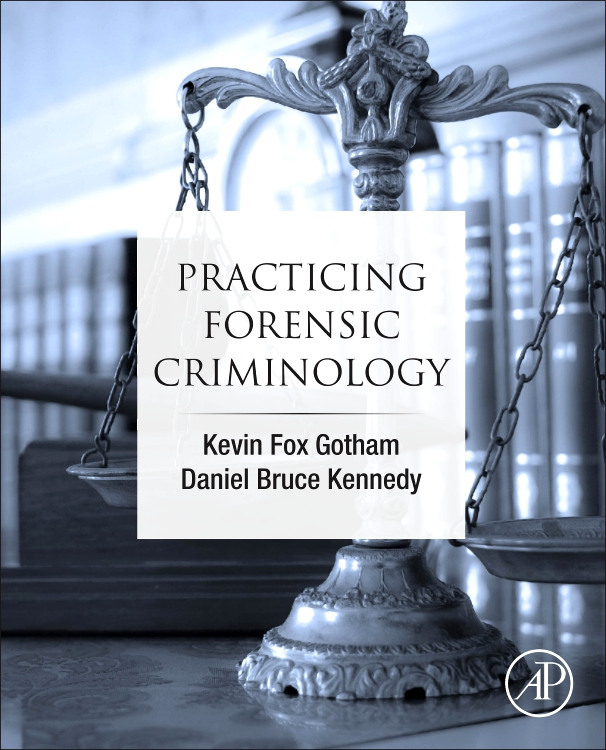 PRACTICING
FORENSIC
CRIMINOLOGY
Kevin Fox Gotham
Daniel Bruce Kennedy
AP